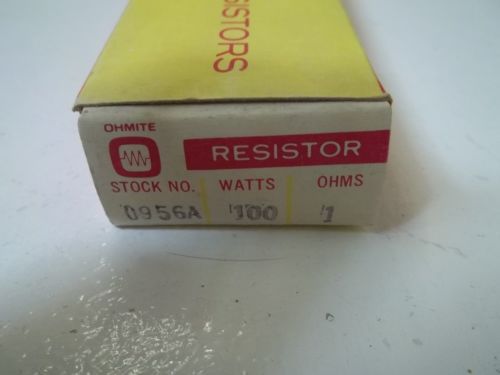 RESISTORS
OHMITE
RESISTOR
STOCK NO. WATTS OHMS
0956A 100 1